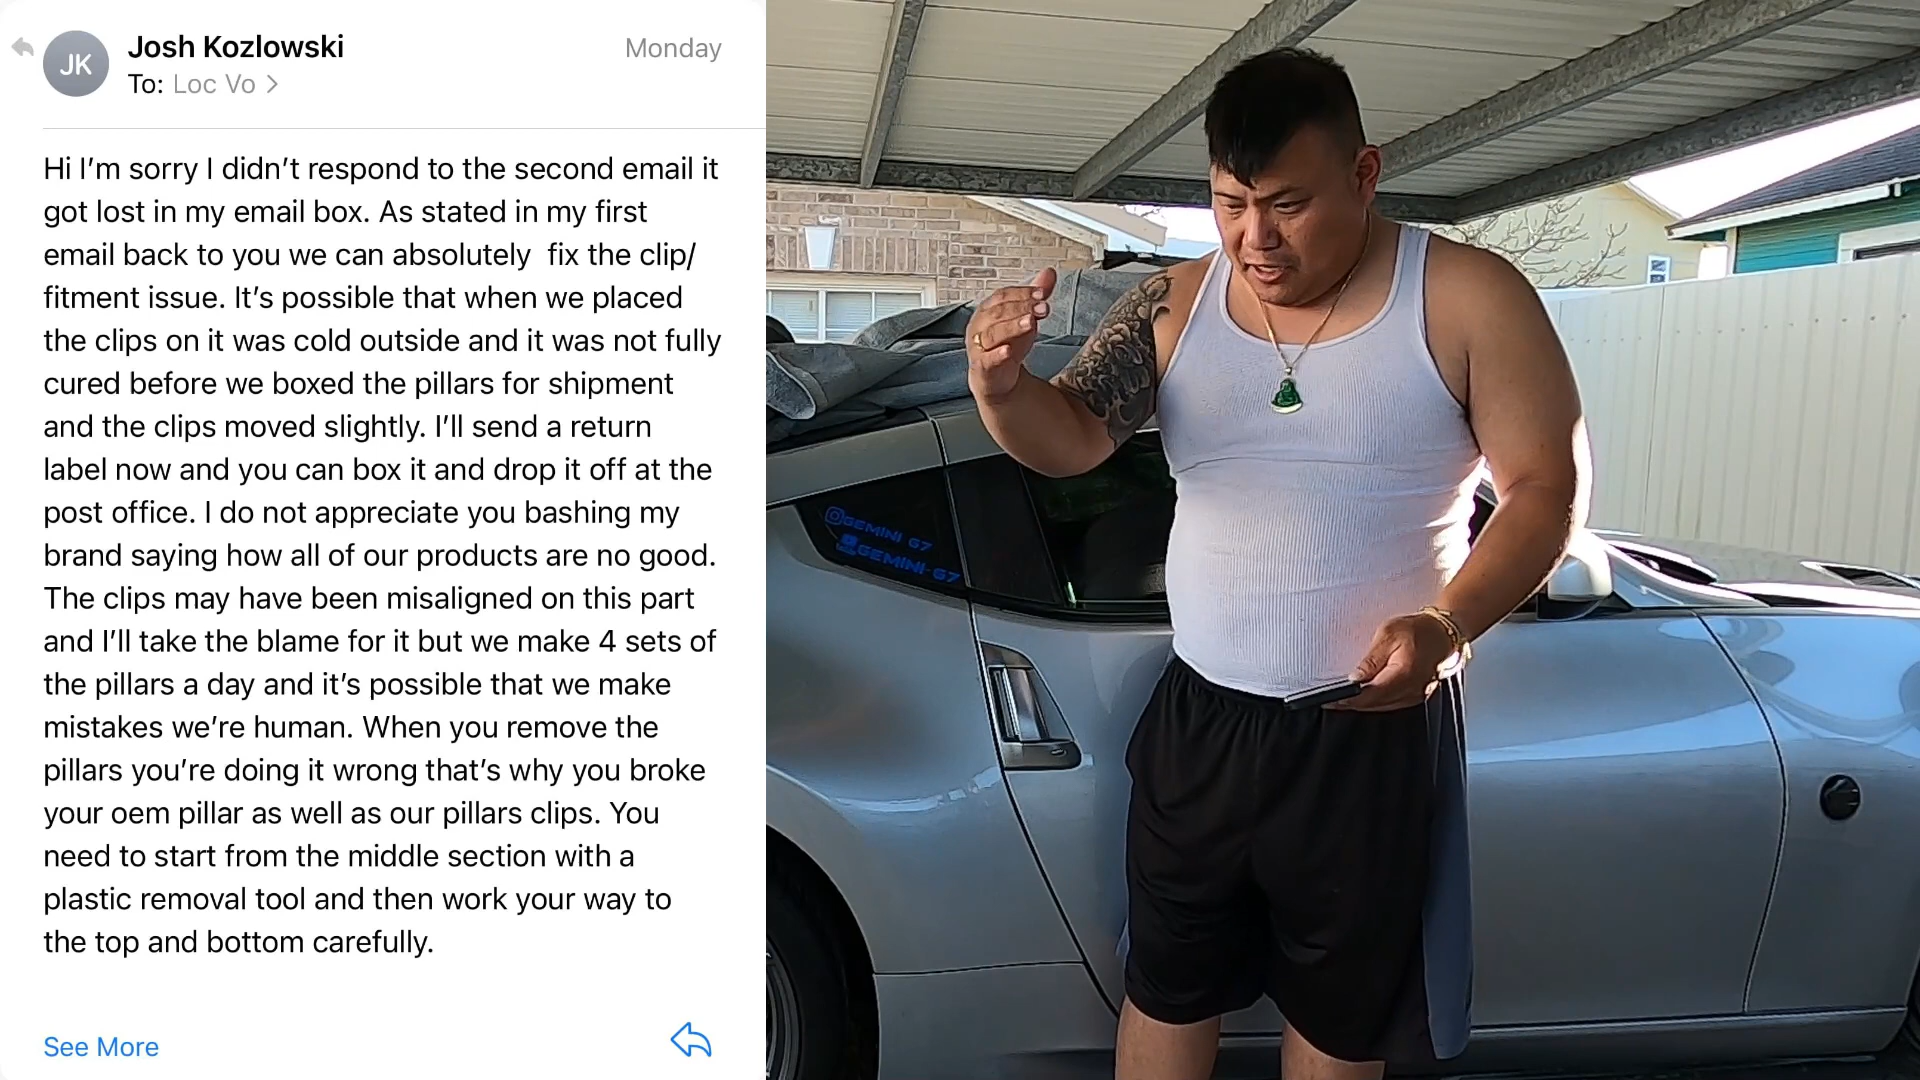 JK
Josh Kozlowski
Monday
To: Loc Vo
Hi I’m sorry I didn’t respond to the second email it
got lost in my email box. As stated in my first
email back to you we can absolutely  fix the clip/
fitment issue. It’s possible that when we placed
the clips on it was cold outside and it was not fully
cured before we boxed the pillars for shipment
and the clips moved slightly. I’ll send a return
label now and you can box it and drop it off at the
post office. I do not appreciate you bashing my
brand saying how all of our products are no good.
The clips may have been misaligned on this part
and I’ll take the blame for it but we make 4 sets of
the pillars a day and it’s possible that we make
mistakes we’re human. When you remove the
pillars you’re doing it wrong that’s why you broke
your oem pillar as well as our pillars clips. You
need to start from the middle section with a
plastic removal tool and then work your way to
the top and bottom carefully.
See More
GEMINI G7
GEMINI-G7